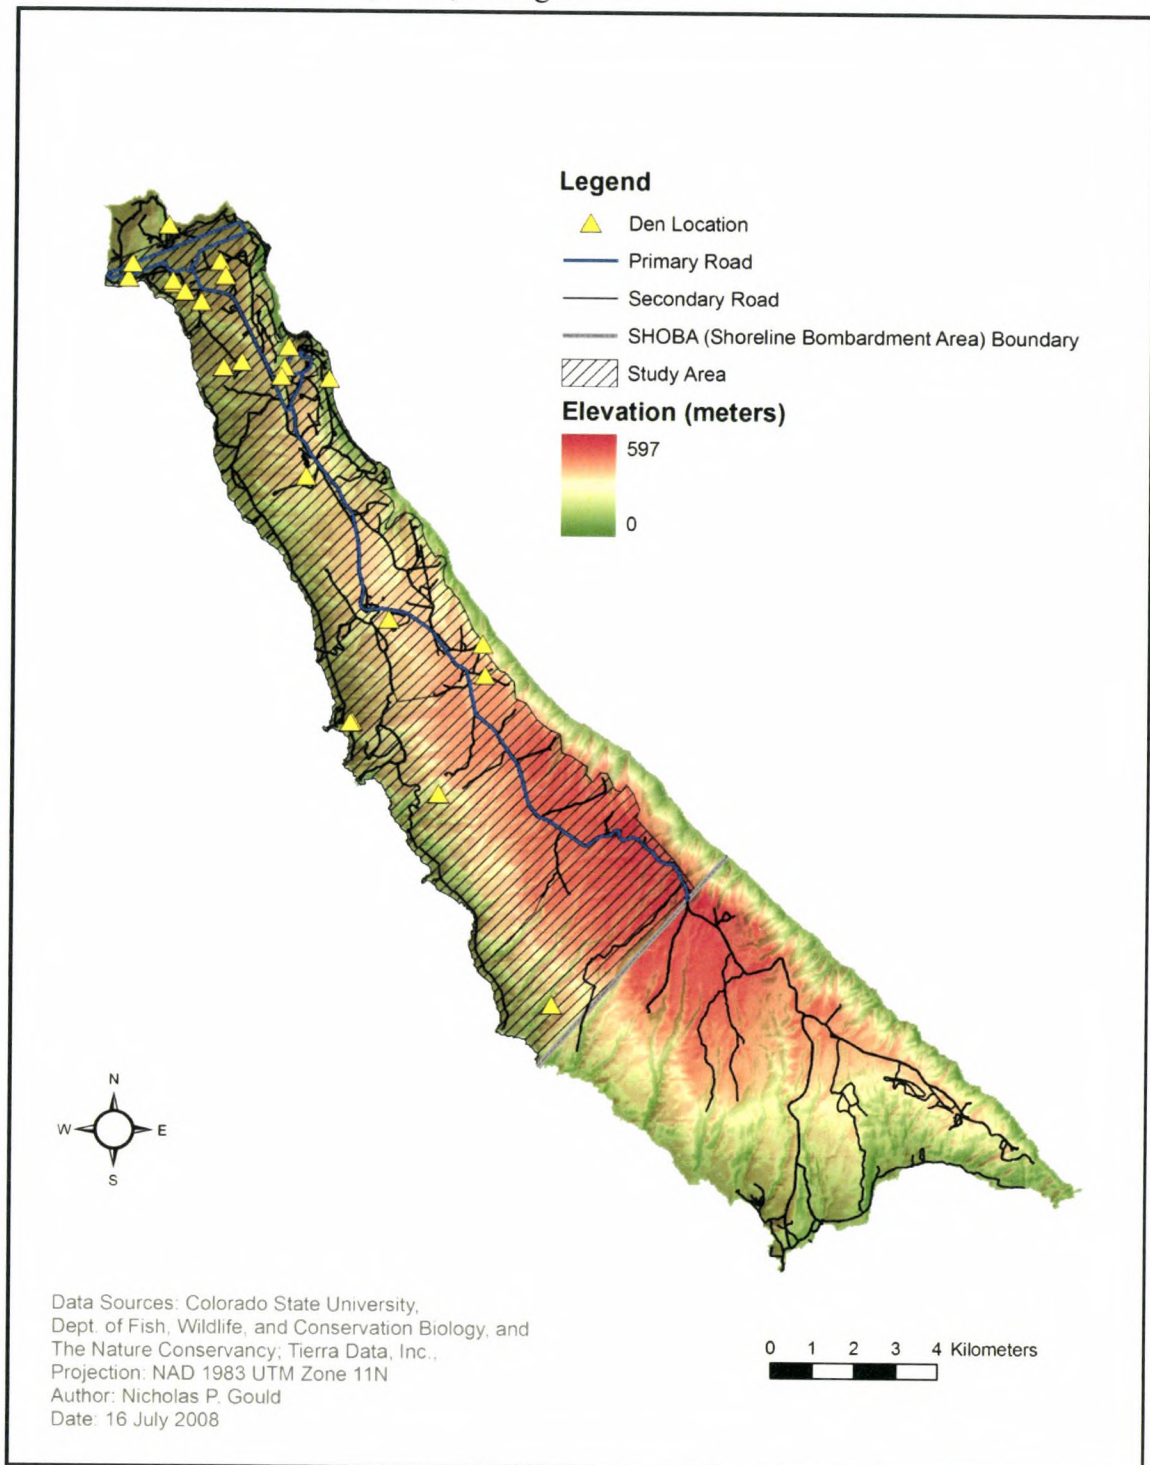 Legend
Den Location
Primary Road
Secondary Road
SHOBA (Shoreline Bombardment Area) Boundary
Study Area
Elevation (meters)
597
0
N
W E
S
Data Sources: Colorado State University,
Dept. of Fish, Wildlife, and Conservation Biology, and
The Nature Conservancy; Tierra Data, Inc.,
Projection: NAD 1983 UTM Zone 11N
Author: Nicholas P. Gould
Date: 16 July 2008
0 1 2 3 4 Kilometers